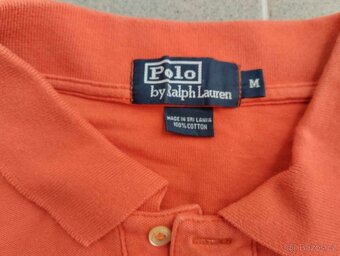 Polo
by Ralph Lauren
M
MADE IN SRI LANKA
100% COTTON